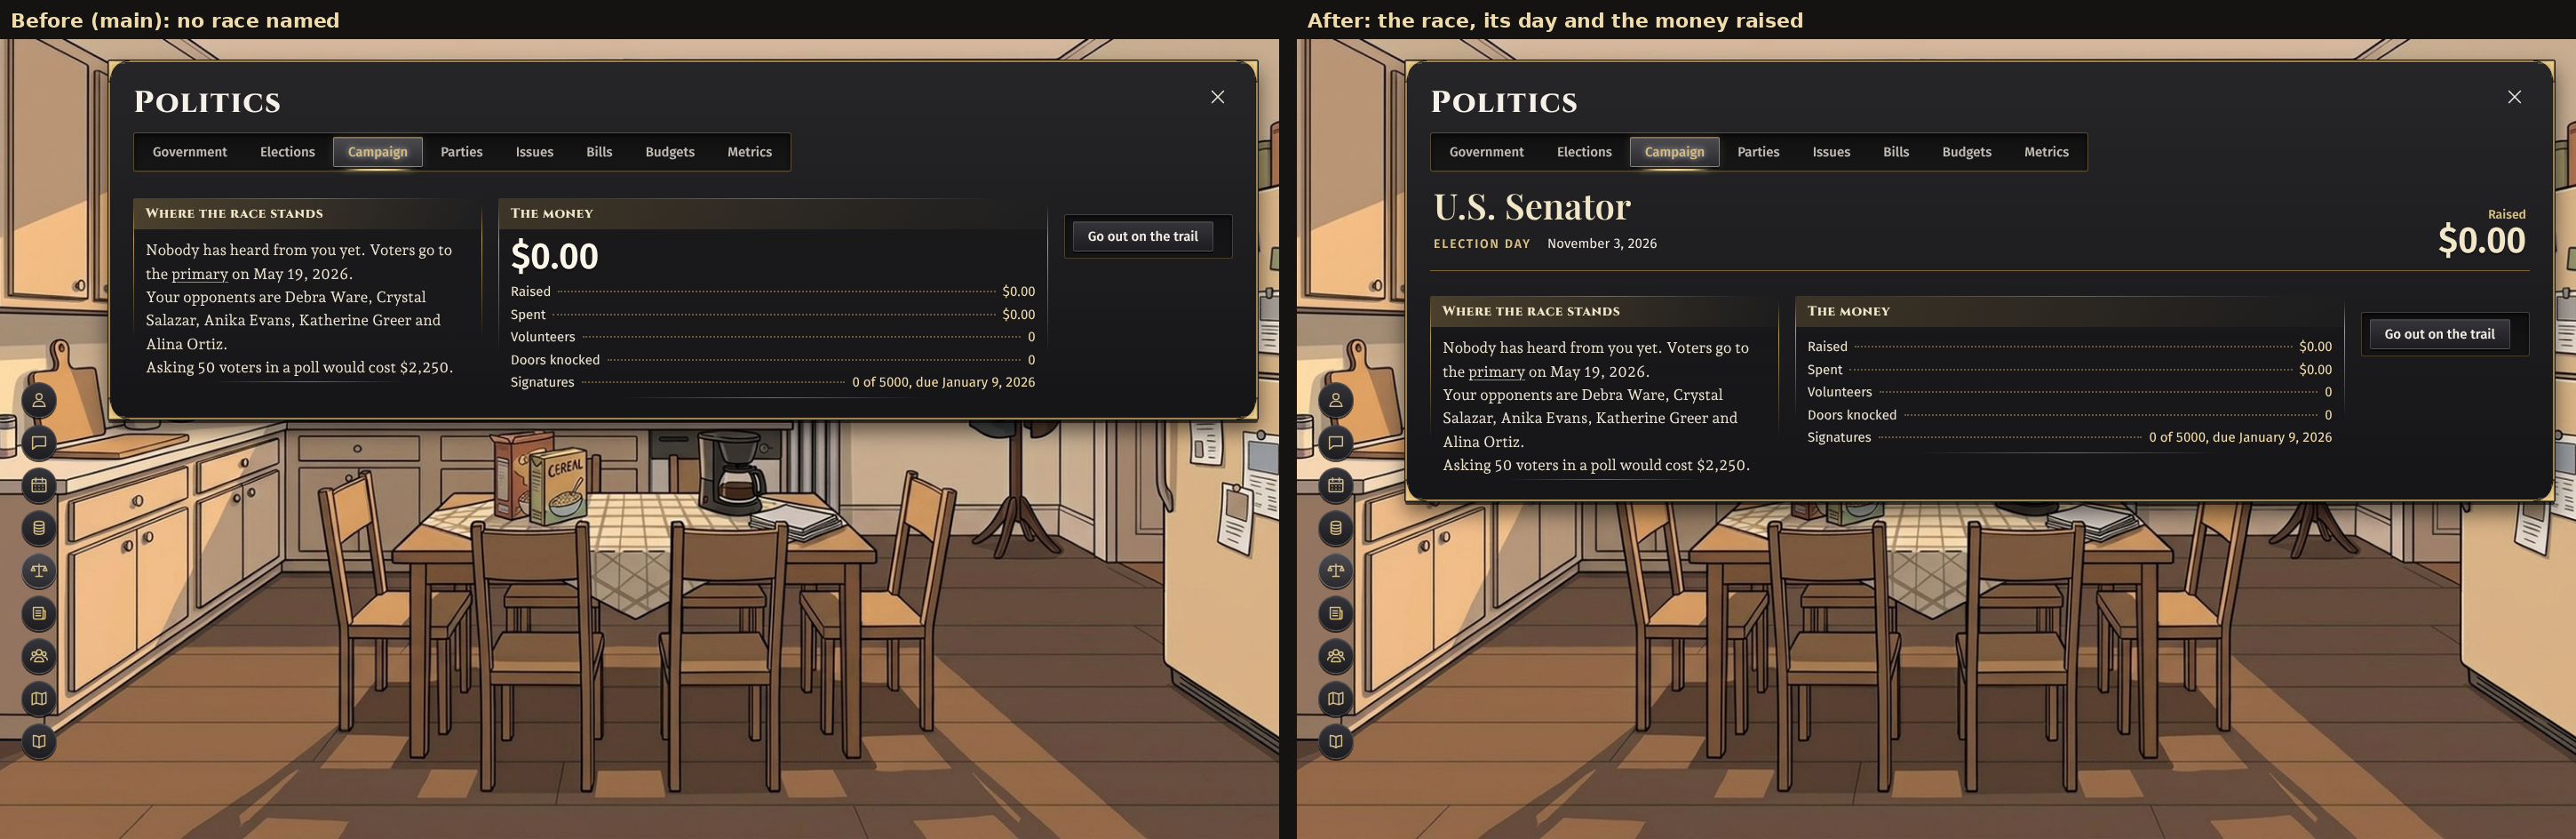 Before (main): no race named
POLITICS
Government Elections Campaign Parties Issues Bills Budgets Metrics
WHERE THE RACE STANDS
Nobody has heard from you yet. Voters go to
the primary on May 19, 2026.
Your opponents are Debra Ware, Crystal
Salazar, Anika Evans, Katherine Greer and
Alina Ortiz.
Asking 50 voters in a poll would cost $2,250.
THE MONEY
$0.00
Raised $0.00
Spent $0.00
Volunteers 0
Doors knocked 0
Signatures 0 of 5000, due January 9, 2026
Go out on the trail
CEREAL
After: the race, its day and the money raised
POLITICS
Government Elections Campaign Parties Issues Bills Budgets Metrics
U.S. Senator
ELECTION DAY November 3, 2026
Raised
$0.00
WHERE THE RACE STANDS
Nobody has heard from you yet. Voters go to
the primary on May 19, 2026.
Your opponents are Debra Ware, Crystal
Salazar, Anika Evans, Katherine Greer and
Alina Ortiz.
Asking 50 voters in a poll would cost $2,250.
THE MONEY
Raised $0.00
Spent $0.00
Volunteers 0
Doors knocked 0
Signatures 0 of 5000, due January 9, 2026
Go out on the trail